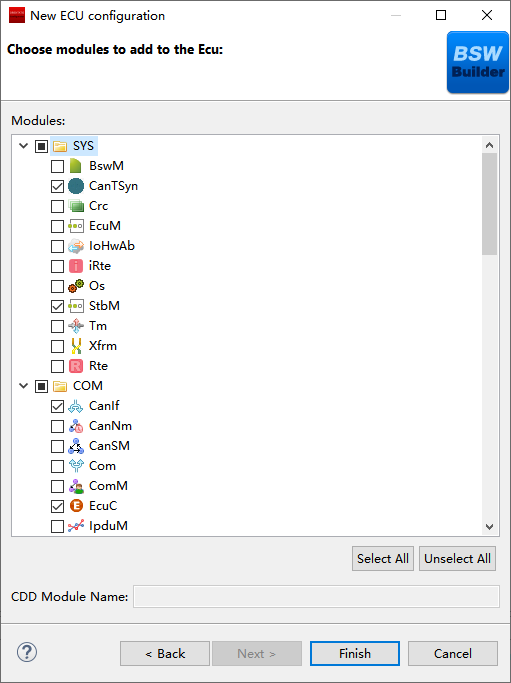 New ECU configuration
Choose modules to add to the Ecu:
BSW
Builder
Modules:
SYS
BswM
CanTSyn
Crc
EcuM
IoHwAb
iRte
Os
StbM
Tm
Xfrm
Rte
COM
CanIf
CanNm
CanSM
Com
ComM
EcuC
IpduM
Select All
Unselect All
CDD Module Name:
?
< Back
Next >
Finish
Cancel